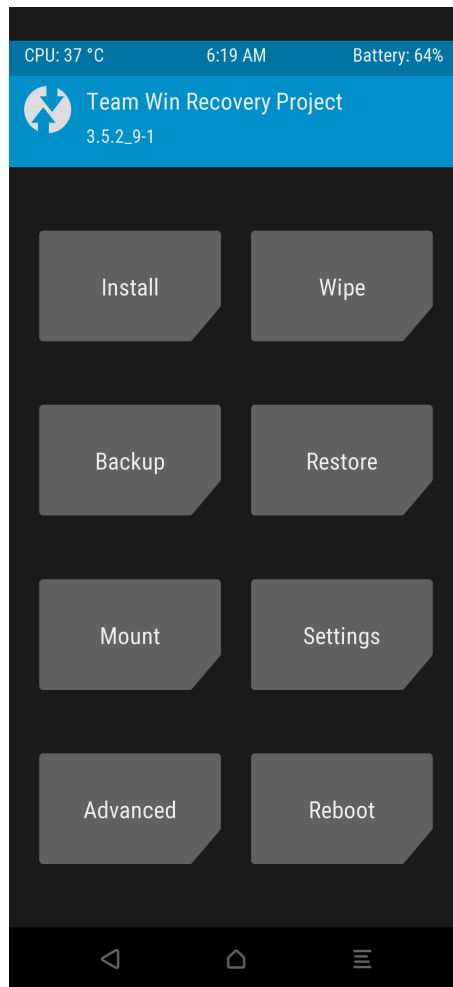 CPU: 37 °C 6:19 AM Battery: 64%
Team Win Recovery Project
3.5.2_9-1
Install Wipe
Backup Restore
Mount Settings
Advanced Reboot